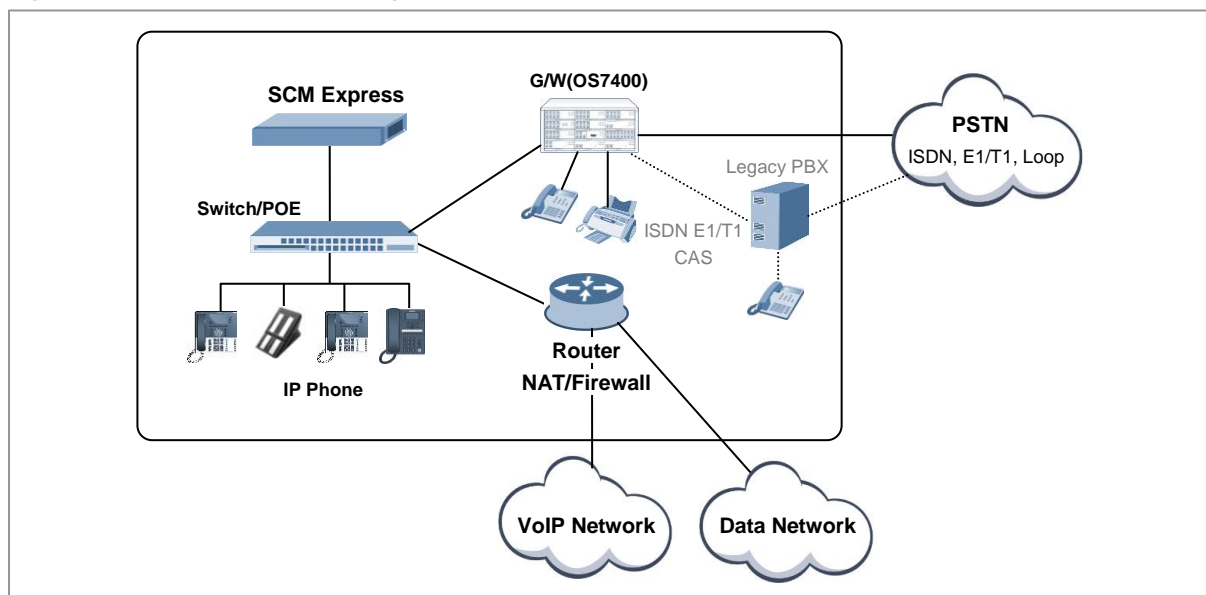 G/W(OS7400)
SCM Express
PSTN
ISDN, E1/T1, Loop
Legacy PBX
Switch/POE
ISDN E1/T1
CAS
Router
NAT/Firewall
IP Phone
VoIP Network
Data Network